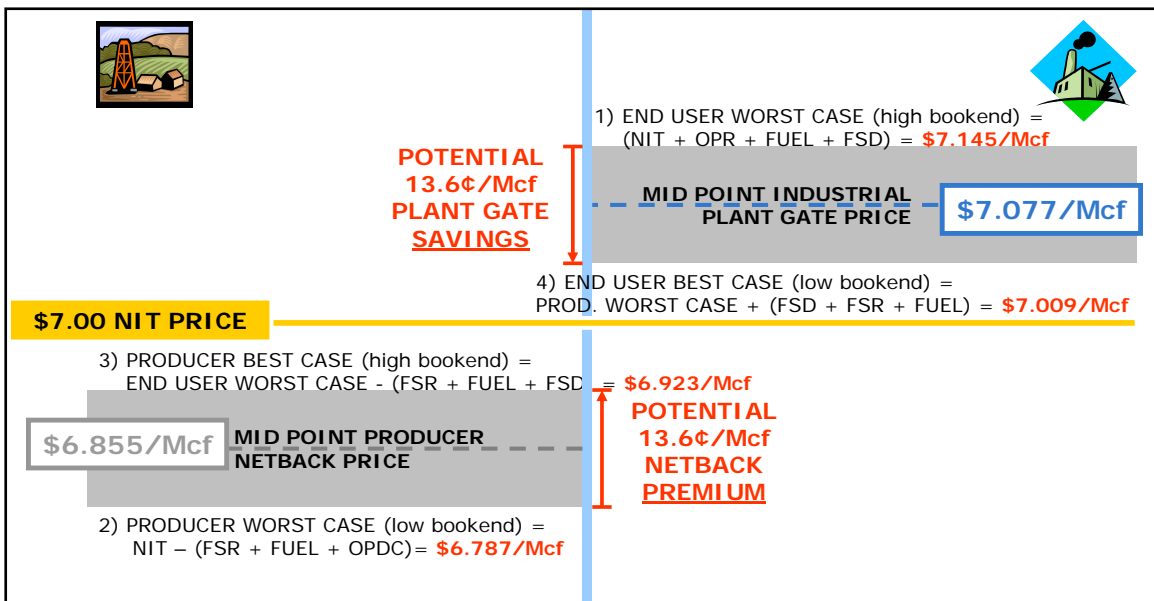 1) END USER WORST CASE (high bookend) =
(NIT + OPR + FUEL + FSD) = $7.145/Mcf
POTENTIAL
13.6¢/Mcf
PLANT GATE
SAVINGS
MID POINT INDUSTRIAL
PLANT GATE PRICE
$7.077/Mcf
4) END USER BEST CASE (low bookend) =
PROD. WORST CASE + (FSD + FSR + FUEL) = $7.009/Mcf
$7.00 NIT PRICE
3) PRODUCER BEST CASE (high bookend) =
END USER WORST CASE - (FSR + FUEL + FSD = $6.923/Mcf
$6.855/Mcf
MID POINT PRODUCER
NETBACK PRICE
POTENTIAL
13.6¢/Mcf
NETBACK
PREMIUM
2) PRODUCER WORST CASE (low bookend) =
NIT – (FSR + FUEL + OPDC)= $6.787/Mcf